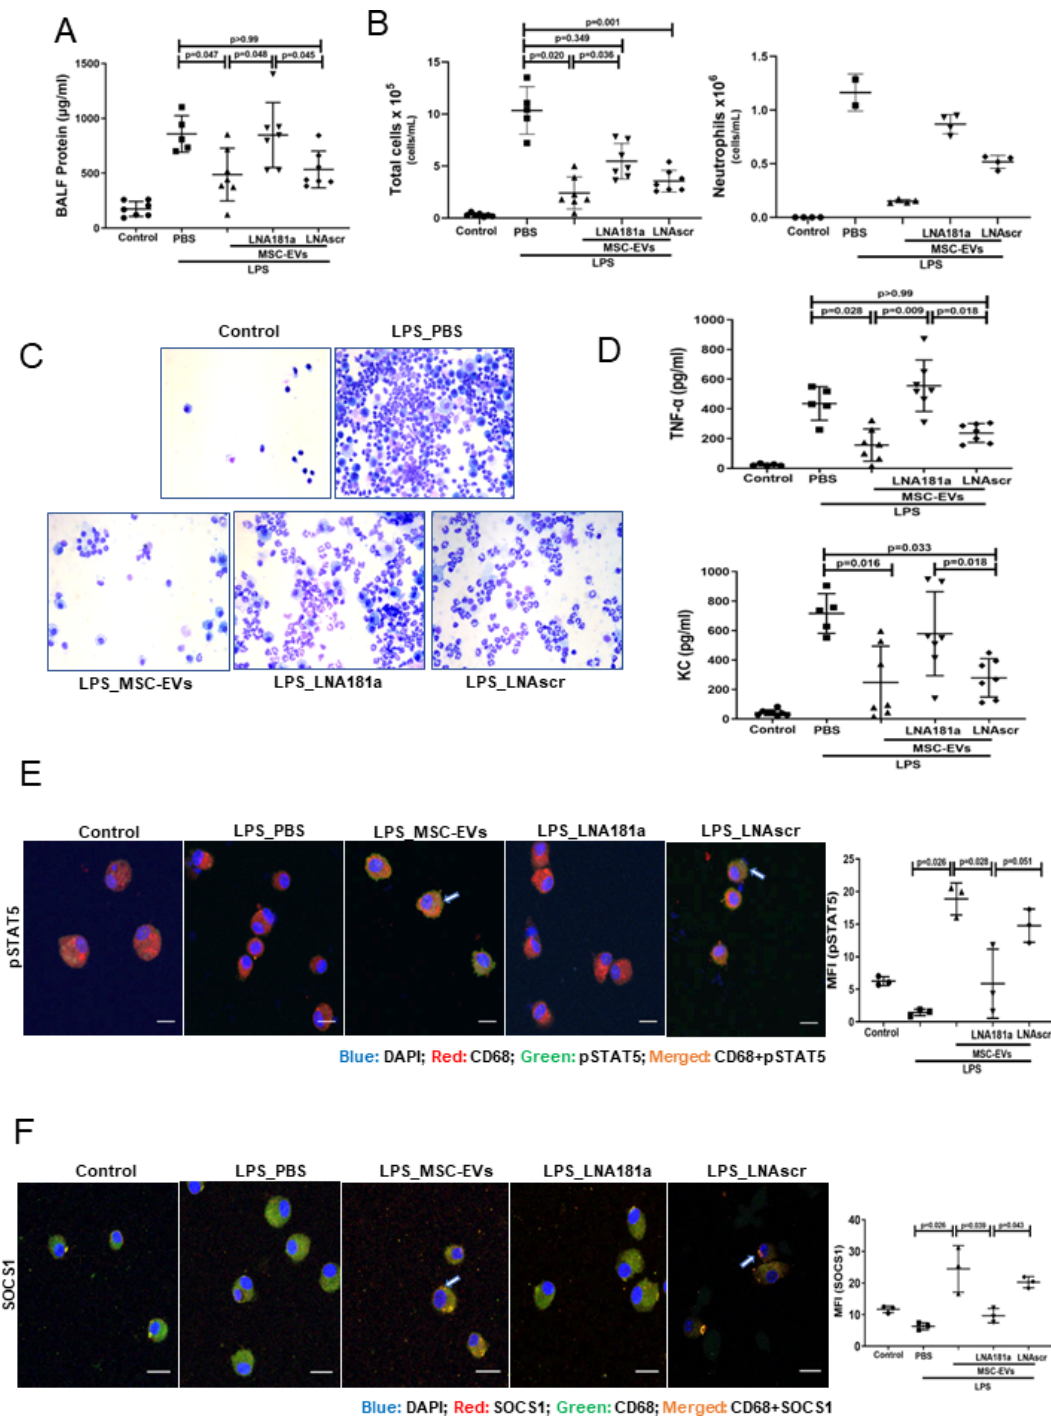 A
p>0.99
p=0.047 p=0.048 p=0.045
BALF Protein (µg/ml)
1500
1000
500
0
Control PBS LNA181a LNAscr
MSC-EVs
LPS
B
p=0.001
p=0.349
p=0.020 p=0.036
Total cells x 10⁵
(cells/mL)
15
10
5
0
Control PBS LNA181a LNAscr
MSC-EVs
LPS
Neutrophils x10⁶
(cells/mL)
1.5
1.0
0.5
0.0
Control PBS LNA181a LNAscr
MSC-EVs
LPS
C
Control LPS_PBS
LPS_MSC-EVs LPS_LNA181a LPS_LNAscr
D
p>0.99
p=0.028 p=0.009 p=0.018
TNF-α (pg/ml)
1000
800
600
400
200
0
Control PBS LNA181a LNAscr
MSC-EVs
LPS
p=0.033
p=0.016 p=0.018
KC (pg/ml)
1000
800
600
400
200
0
Control PBS LNA181a LNAscr
MSC-EVs
LPS
E
Control LPS_PBS LPS_MSC-EVs LPS_LNA181a LPS_LNAscr
pSTAT5
Blue: DAPI; Red: CD68; Green: pSTAT5; Merged: CD68+pSTAT5
p=0.026 p=0.028 p=0.051
MFI (pSTAT5)
25
20
15
10
5
0
Control LNA181a LNAscr
MSC-EVs
LPS
F
Control LPS_PBS LPS_MSC-EVs LPS_LNA181a LPS_LNAscr
SOCS1
Blue: DAPI; Red: SOCS1; Green: CD68; Merged: CD68+SOCS1
p=0.026 p=0.039 p=0.043
MFI (SOCS1)
40
30
20
10
0
Control PBS LNA181a LNAscr
MSC-EVs
LPS